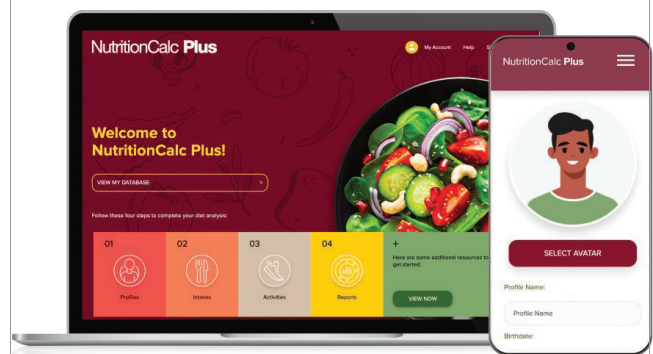 NutritionCalc Plus
My Account Help
Welcome to
NutritionCalc Plus!
VIEW MY DATABASE >
Follow these four steps to complete your diet analysis:
01 02 03 04 +
Here are some additional resources to
get started:
Profiles Intakes Activities Reports
VIEW NOW
NutritionCalc Plus
SELECT AVATAR
Profile Name:
Profile Name
Birthdate: